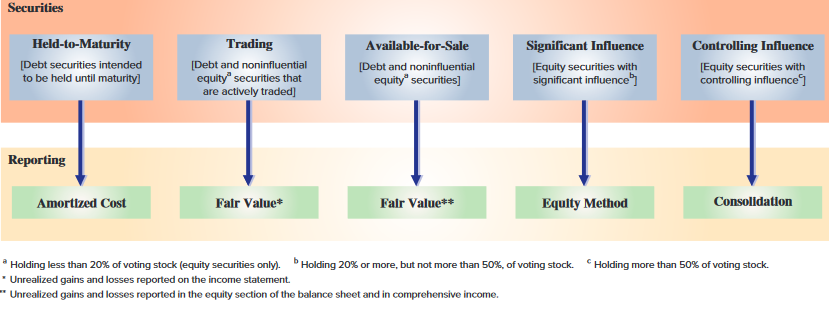 Securities
Held-to-Maturity
[Debt securities intended
to be held until maturity]
Trading
[Debt and noninfluential
equityᵃ securities that
are actively traded]
Available-for-Sale
[Debt and noninfluential
equityᵃ securities]
Significant Influence
[Equity securities with
significant influenceᵇ]
Controlling Influence
[Equity securities with
controlling influenceᶜ]
Reporting
Amortized Cost
Fair Value*
Fair Value**
Equity Method
Consolidation
ᵃ Holding less than 20% of voting stock (equity securities only). ᵇ Holding 20% or more, but not more than 50%, of voting stock. ᶜ Holding more than 50% of voting stock.
* Unrealized gains and losses reported on the income statement.
** Unrealized gains and losses reported in the equity section of the balance sheet and in comprehensive income.